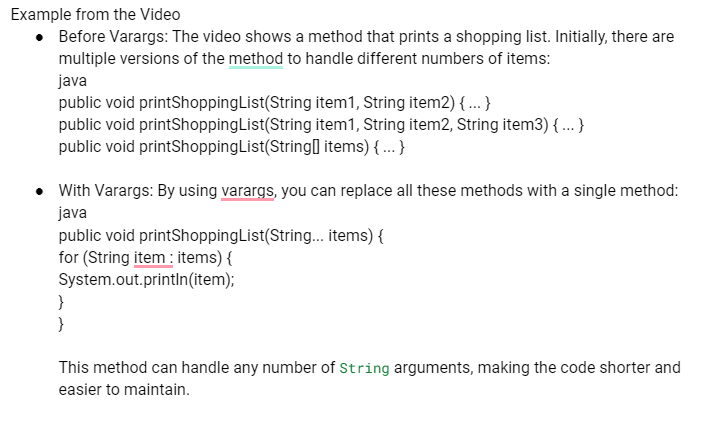 Example from the Video
● Before Varargs: The video shows a method that prints a shopping list. Initially, there are
multiple versions of the method to handle different numbers of items:
java
public void printShoppingList(String item1, String item2) { ... }
public void printShoppingList(String item1, String item2, String item3) { ... }
public void printShoppingList(String[] items) { ... }
● With Varargs: By using varargs, you can replace all these methods with a single method:
java
public void printShoppingList(String... items) {
for (String item : items) {
System.out.println(item);
}
}
This method can handle any number of String arguments, making the code shorter and
easier to maintain.